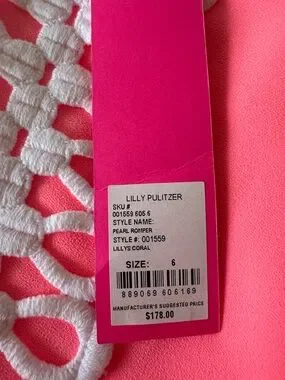 LILLY PULITZER
SKU #
001559 605 6
STYLE NAME:
PEARL ROMPER
STYLE #: 001559
LILLYS CORAL
SIZE: 6
889069 606169
MANUFACTURER'S SUGGESTED PRICE
$178.00